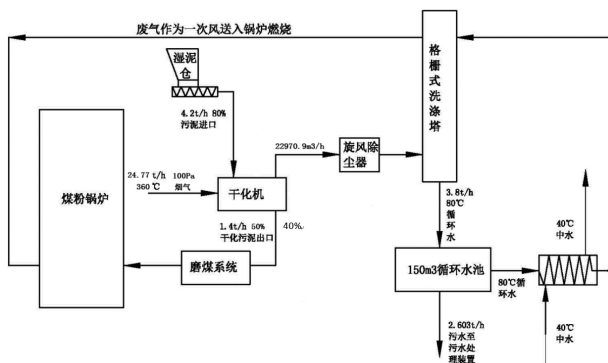 废气作为一次风送入锅炉燃烧
湿泥
仓
4.2t/h 80%
污泥进口
格
栅
式
洗
涤
塔
22970.9m3/h
旋风除
尘器
24.77 t/h 100Pa
360℃ 烟气
干化机
煤粉锅炉
3.8t/h
80℃
循
环
水
40℃
中水
1.4t/h 50%
干化污泥出口
40%
磨煤系统
150m3循环水池
80℃循
环水
2.603t/h
污水至
污水处
理装置
40℃
中水